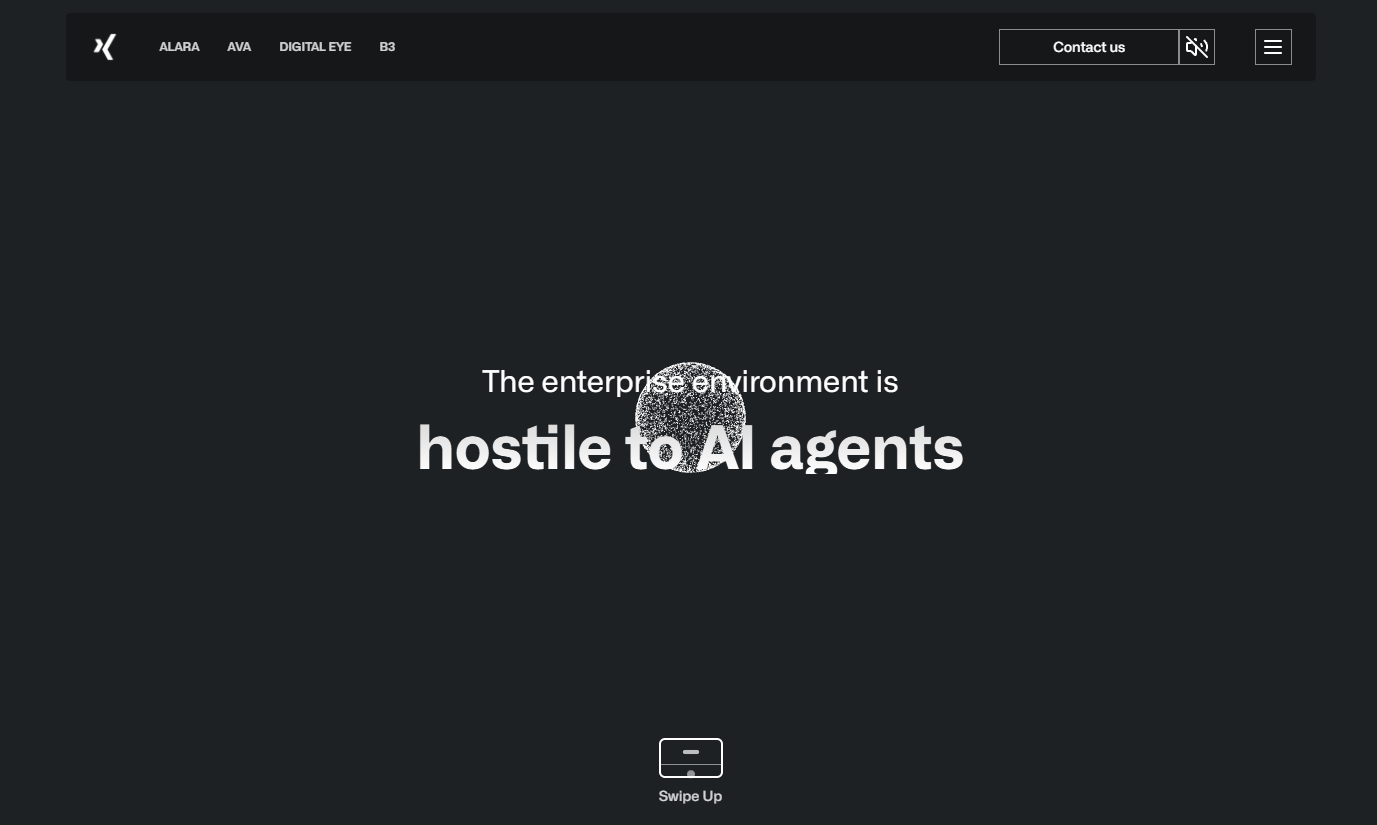 ALARA
AVA
DIGITAL EYE
B3
Contact us
The enterprise environment is
hostile to AI agents
Swipe Up